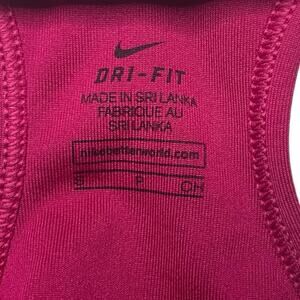 DRI-FIT
MADE IN SRI LANKA
FABRIQUE AU
SRI LANKA
nikebetterworld.com
S P CH